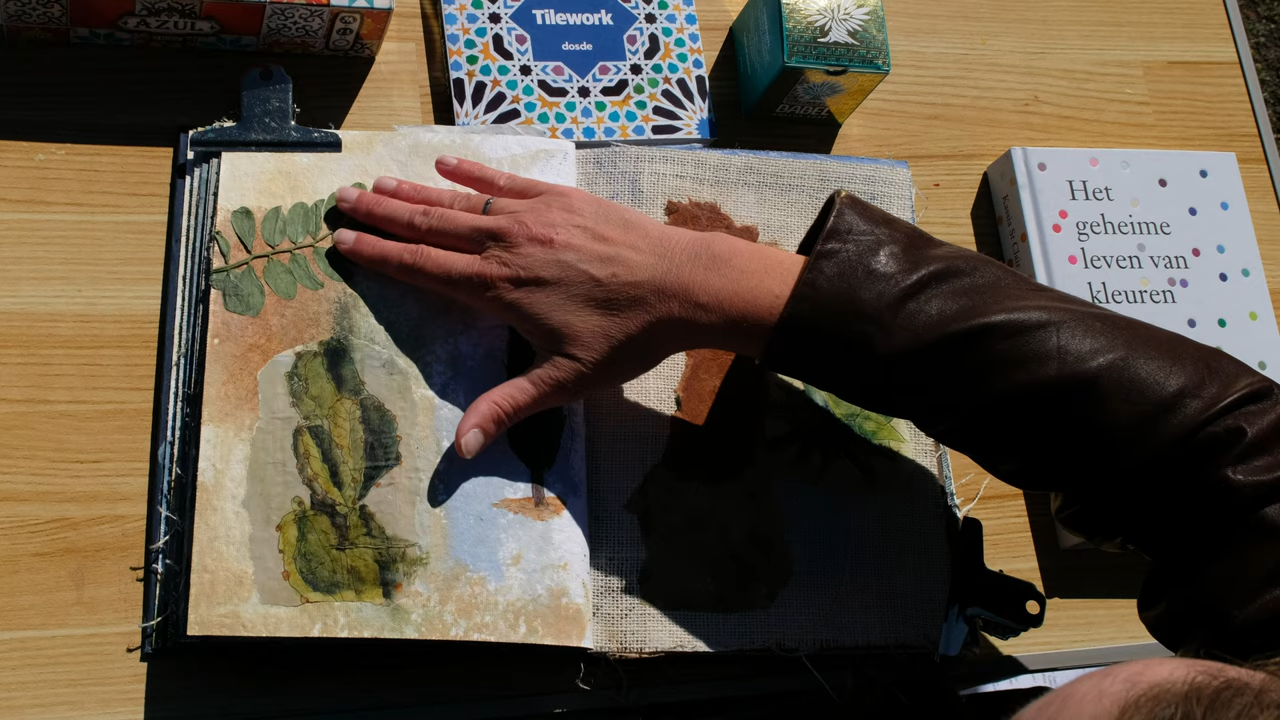 AZUL
Tilework
dosde
BABEL
Het
geheime
leven van
kleuren